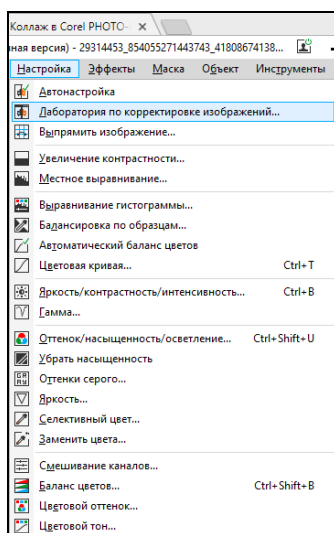 Коллаж в Corel PHOTO-
ная версия) - 29314453_854055271443743_41808674138...
Настройка Эффекты Маска Объект Инструменты
Автонастройка
Лаборатория по корректировке изображений...
Выпрямить изображение...
Увеличение контрастности...
Местное выравнивание...
Выравнивание гистограммы...
Балансировка по образцам...
Автоматический баланс цветов
Цветовая кривая... Ctrl+T
Яркость/контрастность/интенсивность... Ctrl+B
Гамма...
Оттенок/насыщенность/осветление... Ctrl+Shift+U
Убрать насыщенность
Оттенки серого...
Яркость...
Селективный цвет...
Заменить цвета...
Смешивание каналов...
Баланс цветов... Ctrl+Shift+B
Цветовой оттенок...
Цветовой тон...